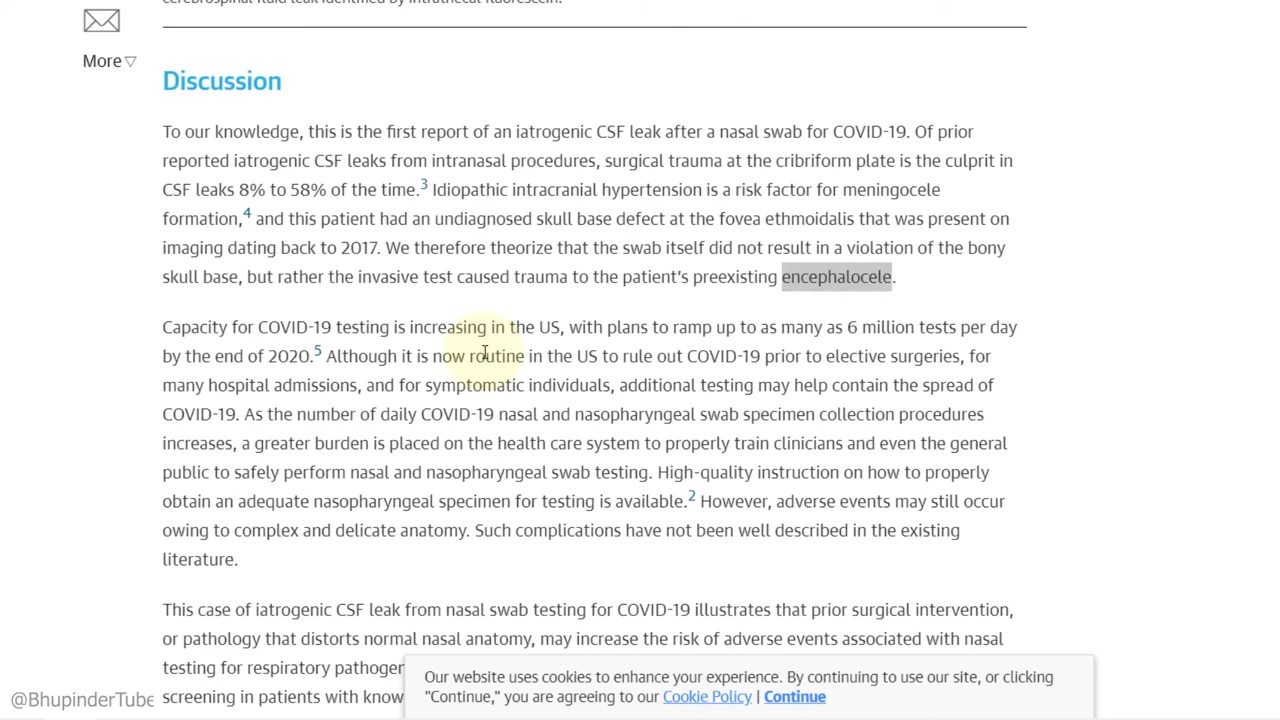 cerebrospinal fluid leak identified by intrathecal fluorescein.
More ▽
Discussion
To our knowledge, this is the first report of an iatrogenic CSF leak after a nasal swab for COVID-19. Of prior
reported iatrogenic CSF leaks from intranasal procedures, surgical trauma at the cribriform plate is the culprit in
CSF leaks 8% to 58% of the time.3 Idiopathic intracranial hypertension is a risk factor for meningocele
formation,4 and this patient had an undiagnosed skull base defect at the fovea ethmoidalis that was present on
imaging dating back to 2017. We therefore theorize that the swab itself did not result in a violation of the bony
skull base, but rather the invasive test caused trauma to the patient's preexisting encephalocele.
Capacity for COVID-19 testing is increasing in the US, with plans to ramp up to as many as 6 million tests per day
by the end of 2020.5 Although it is now routine in the US to rule out COVID-19 prior to elective surgeries, for
many hospital admissions, and for symptomatic individuals, additional testing may help contain the spread of
COVID-19. As the number of daily COVID-19 nasal and nasopharyngeal swab specimen collection procedures
increases, a greater burden is placed on the health care system to properly train clinicians and even the general
public to safely perform nasal and nasopharyngeal swab testing. High-quality instruction on how to properly
obtain an adequate nasopharyngeal specimen for testing is available.2 However, adverse events may still occur
owing to complex and delicate anatomy. Such complications have not been well described in the existing
literature.
This case of iatrogenic CSF leak from nasal swab testing for COVID-19 illustrates that prior surgical intervention,
or pathology that distorts normal nasal anatomy, may increase the risk of adverse events associated with nasal
testing for respiratory pathogen
screening in patients with know
Our website uses cookies to enhance your experience. By continuing to use our site, or clicking
"Continue," you are agreeing to our Cookie Policy | Continue
@BhupinderTube